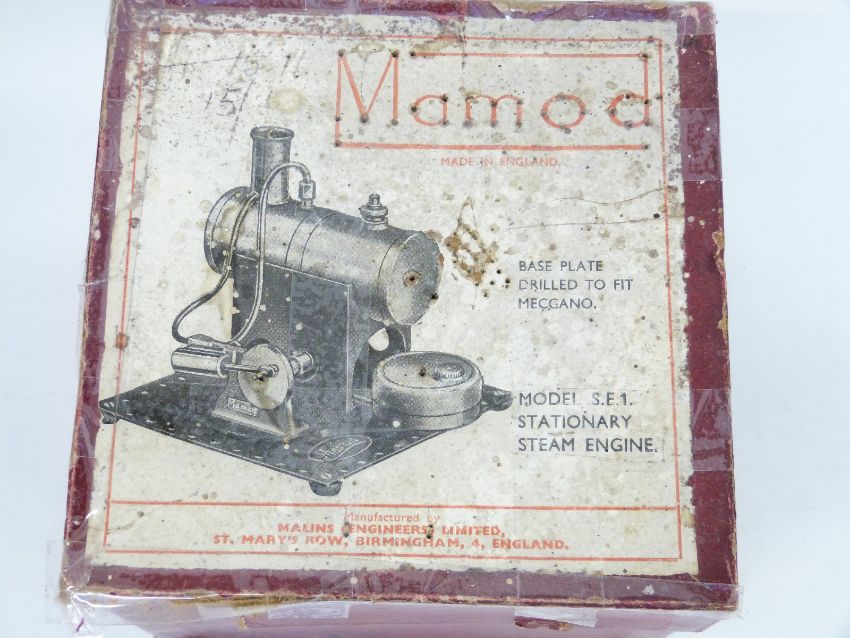 Mamod
MADE IN ENGLAND.
BASE PLATE
DRILLED TO FIT
MECCANO.
MODEL S.E.1.
STATIONARY
STEAM ENGINE.
Mamod
Manufactured by
MALINS (ENGINEERS) LIMITED,
ST. MARY'S ROW, BIRMINGHAM, 4, ENGLAND.